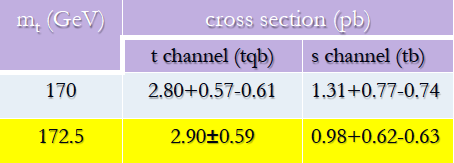 mt (GeV) cross section (pb)
t channel (tqb) s channel (tb)
170 2.80+0.57-0.61 1.31+0.77-0.74
172.5 2.90±0.59 0.98+0.62-0.63